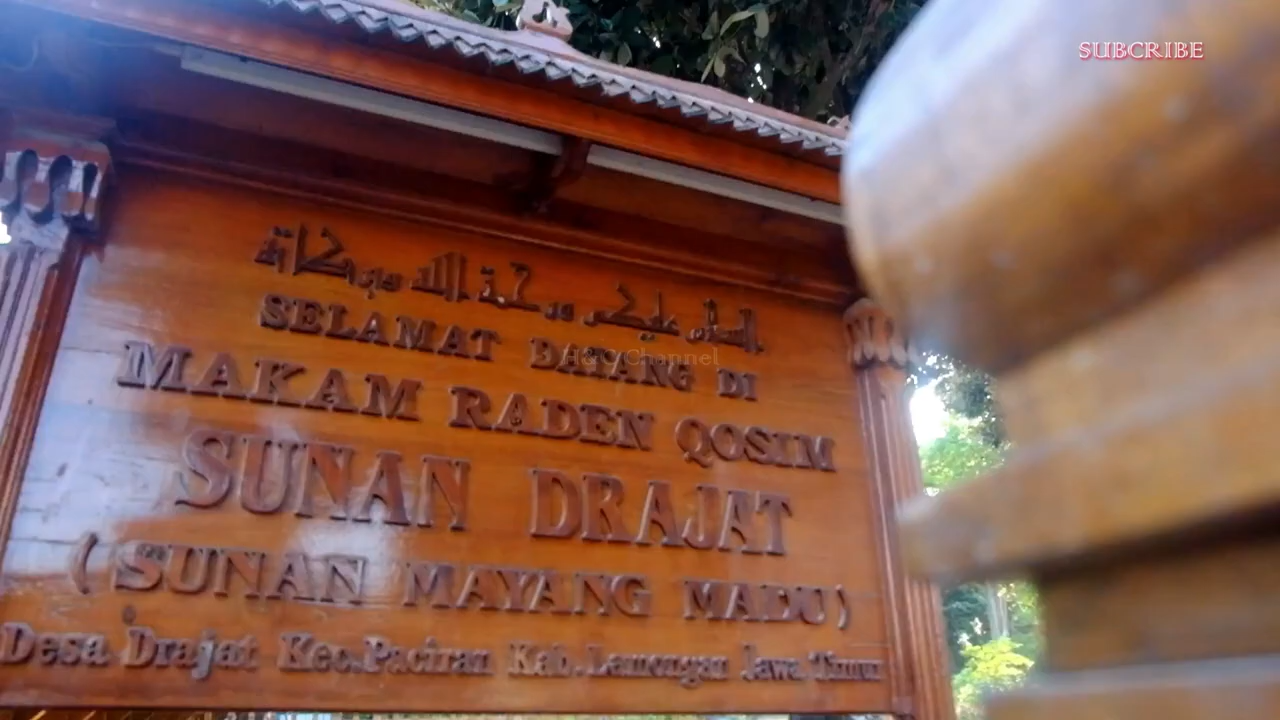 SUBCRIBE
السلام عليكم ورحمة الله وبركاته
SELAMAT DATANG DI
H&C Channel
MAKAM RADEN QOSIM
SUNAN DRAJAT
(SUNAN MAYANG MADU)
Desa Drajat Kec.Paciran Kab.Lamongan Jawa Timur